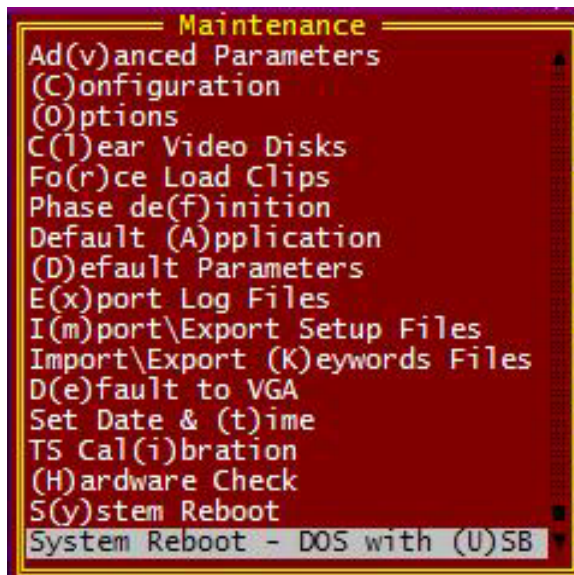 Maintenance
Ad(v)anced Parameters
(C)onfiguration
(O)ptions
C(l)ear Video Disks
Fo(r)ce Load Clips
Phase de(f)inition
Default (A)pplication
(D)efault Parameters
E(x)port Log Files
I(m)port\Export Setup Files
Import\Export (K)eywords Files
D(e)fault to VGA
Set Date & (t)ime
TS Cal(i)bration
(H)ardware Check
S(y)stem Reboot
System Reboot - DOS with (U)SB